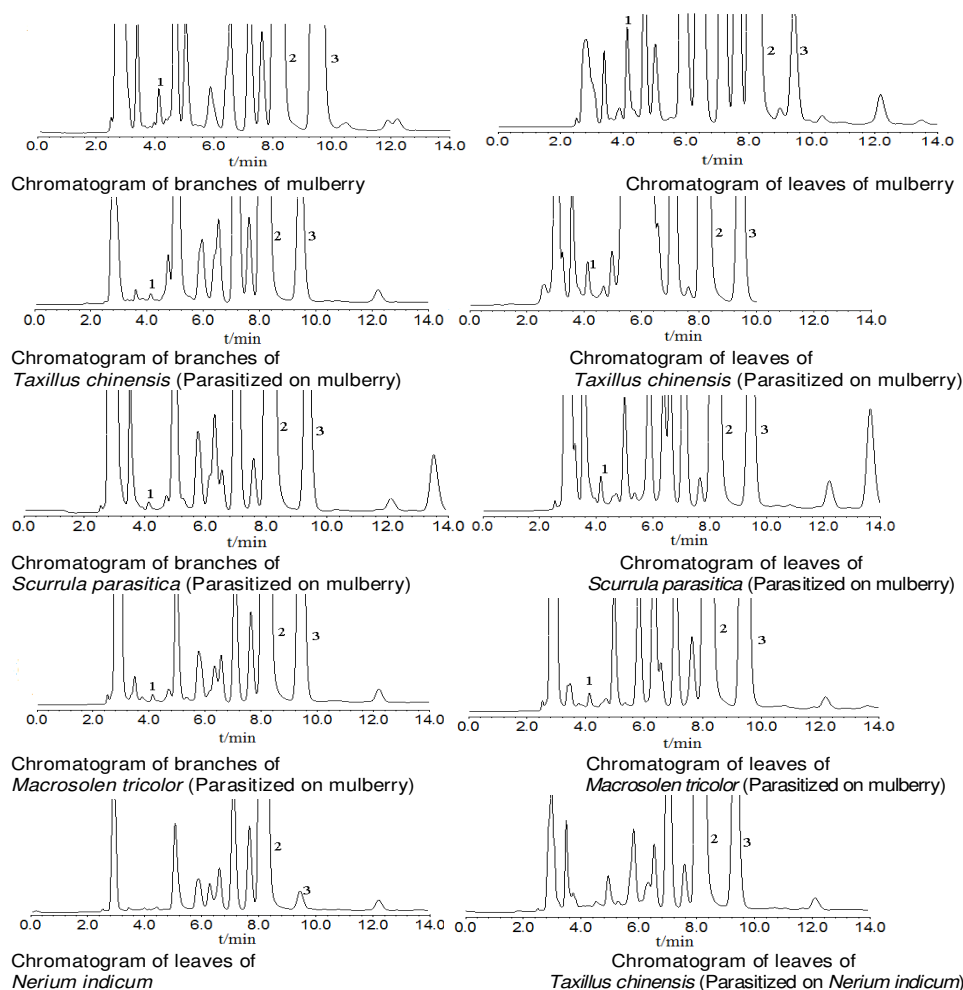 1
2
3
0.0 2.0 4.0 6.0 8.0 10.0 12.0 14.0
t/min
Chromatogram of branches of mulberry
1
2
3
0.0 2.0 4.0 6.0 8.0 10.0 12.0 14.0
t/min
Chromatogram of leaves of mulberry
1
2
3
0.0 2.0 4.0 6.0 8.0 10.0 12.0 14.0
t/min
Chromatogram of branches of
Taxillus chinensis (Parasitized on mulberry)
1
2
3
0.0 2.0 4.0 6.0 8.0 10.0 12.0 14.0
t/min
Chromatogram of leaves of
Taxillus chinensis (Parasitized on mulberry)
1
2
3
0.0 2.0 4.0 6.0 8.0 10.0 12.0 14.0
t/min
Chromatogram of branches of
Scurrula parasitica (Parasitized on mulberry)
1
2
3
0.0 2.0 4.0 6.0 8.0 10.0 12.0 14.0
t/min
Chromatogram of leaves of
Scurrula parasitica (Parasitized on mulberry)
1
2
3
0.0 2.0 4.0 6.0 8.0 10.0 12.0 14.0
t/min
Chromatogram of branches of
Macrosolen tricolor (Parasitized on mulberry)
1
2
3
0.0 2.0 4.0 6.0 8.0 10.0 12.0 14.0
t/min
Chromatogram of leaves of
Macrosolen tricolor (Parasitized on mulberry)
2
3
0.0 2.0 4.0 6.0 8.0 10.0 12.0 14.0
t/min
Chromatogram of leaves of
Nerium indicum
2
3
0.0 2.0 4.0 6.0 8.0 10.0 12.0 14.0
t/min
Chromatogram of leaves of
Taxillus chinensis (Parasitized on Nerium indicum)